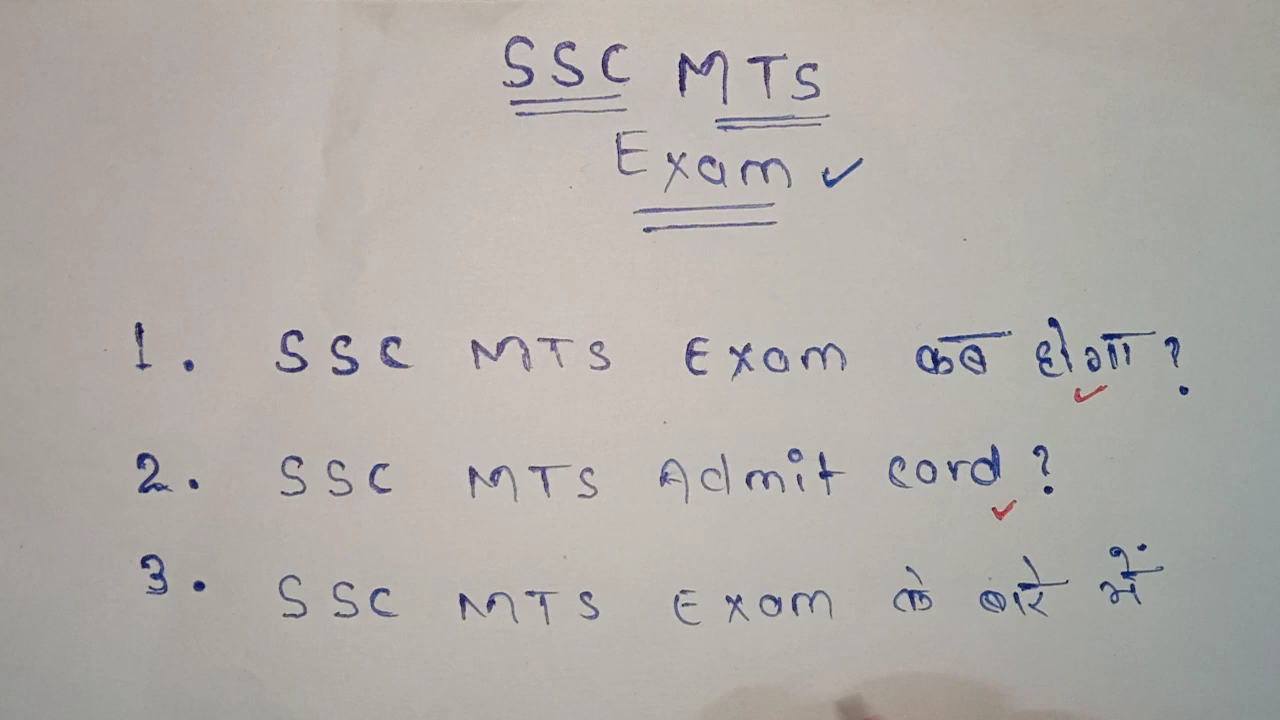 SSC MTS
Exam ✓
1. SSC MTS Exam कब होगा?
2. SSC MTS Admit card?
3. SSC MTS Exam के बारे में